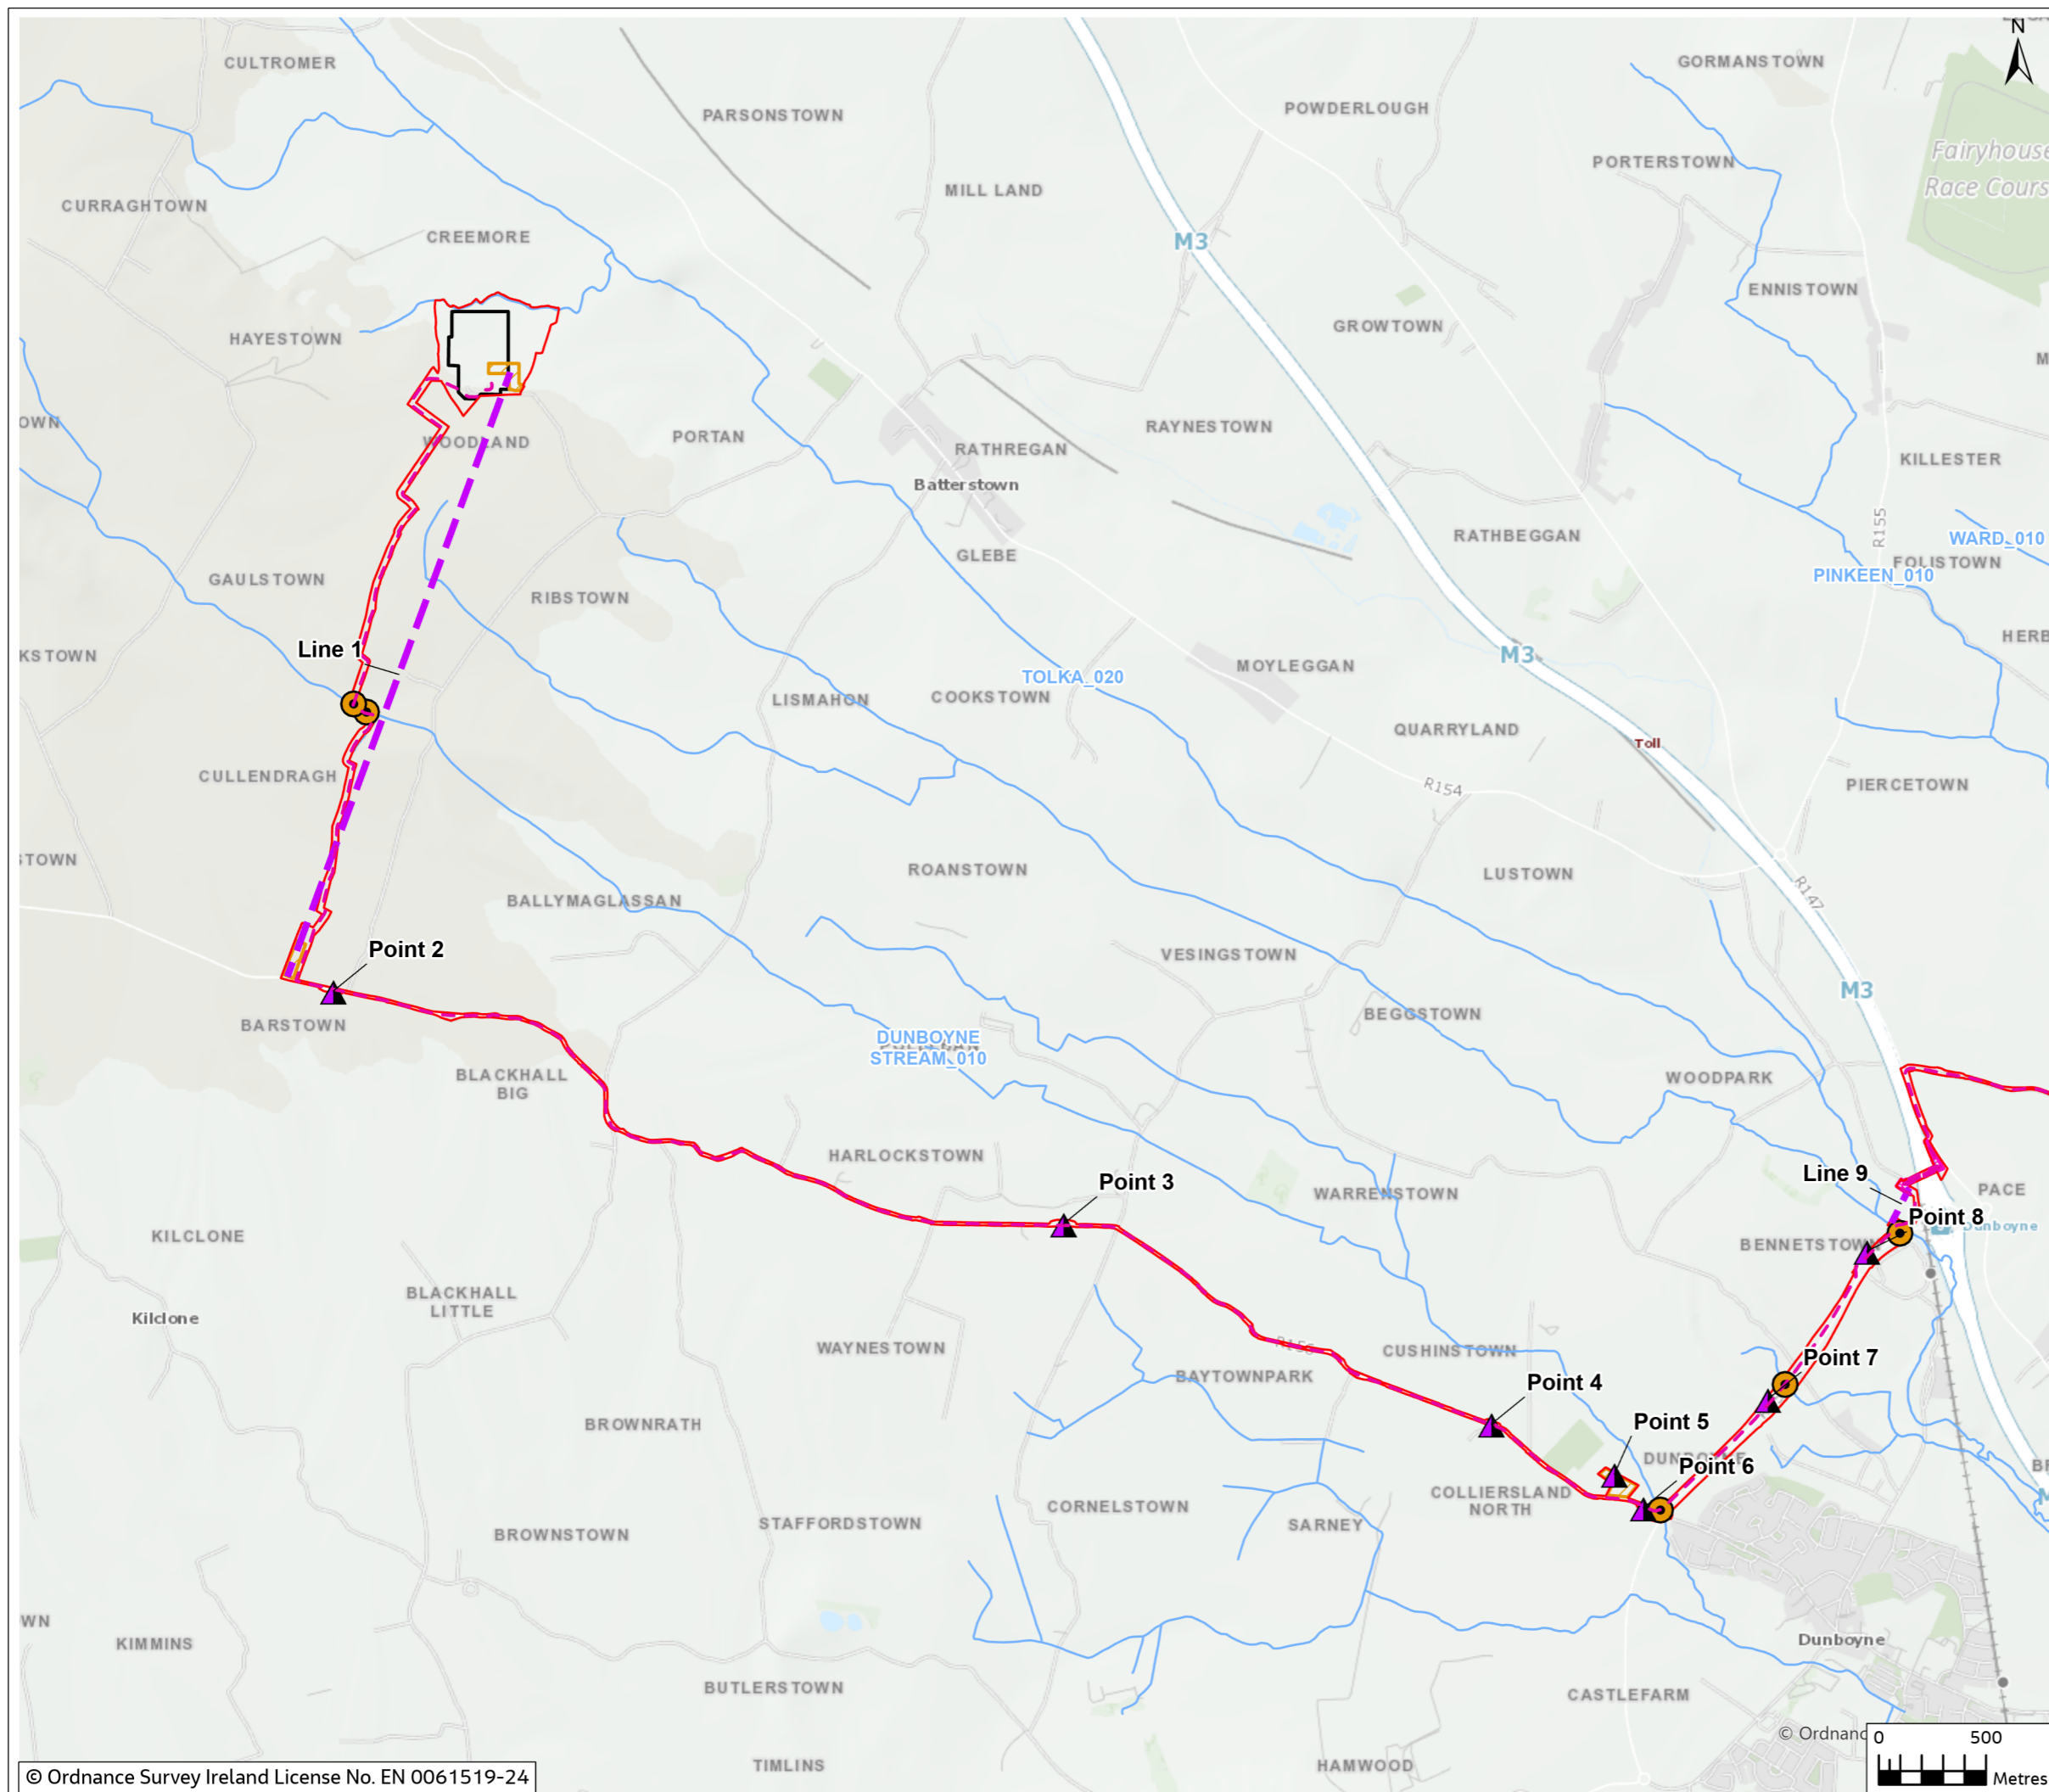 N
CULTROMER
GORMANSTOWN
PARSONSTOWN
POWDERLOUGH
Fairyhouse
Race Cours
PORTERSTOWN
MILL LAND
CURRAGHTOWN
CREEMORE
M3
ENNISTOWN
HAYESTOWN
GROWTOWN
OWN
WOODLAND
PORTAN
RAYNESTOWN
RATHREGAN
KILLESTER
Batterstown
R155
RATHBEGGAN
WARD_010
GLEBE
FOLISTOWN
PINKEEN_010
GAULSTOWN
RIBSTOWN
HERB
Line 1
KSTOWN
M3
MOYLEGGAN
TOLKA_020
LISMAHON
COOKSTOWN
QUARRYLAND
Toll
CULLENDRAGH
R154
PIERCETOWN
STOWN
ROANSTOWN
LUSTOWN
R147
BALLYMAGLASSAN
Point 2
VESINGSTOWN
M3
BARSTOWN
BEGGSTOWN
DUNBOYNE
STREAM_010
BLACKHALL
BIG
WOODPARK
HARLOCKSTOWN
Line 9
Point 3
WARRENSTOWN
PACE
Point 8
Dunboyne
KILCLONE
BENNETSTOWN
BLACKHALL
LITTLE
Kilclone
WAYNESTOWN
CUSHINSTOWN
Point 7
BAYTOWNPARK
Point 4
BROWNRATH
Point 5
Point 6
COLLIERSLAND
NORTH
CORNELSTOWN
STAFFORDSTOWN
SARNEY
BROWNSTOWN
WN
KIMMINS
Dunboyne
BUTLERSTOWN
CASTLEFARM
© Ordnanc
0 500
TIMLINS
HAMWOOD
Metres
© Ordnance Survey Ireland License No. EN 0061519-24